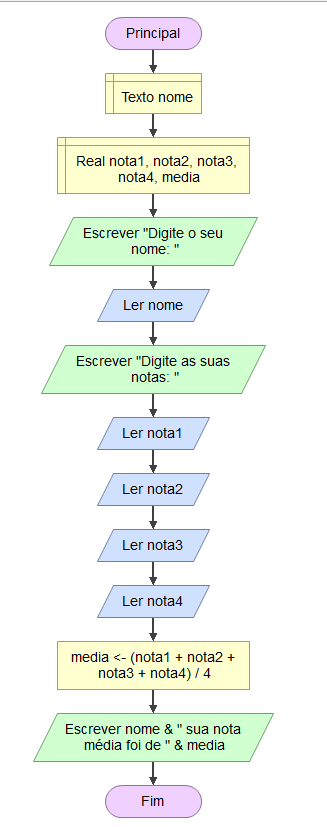 Principal
Texto nome
Real nota1, nota2, nota3,
nota4, media
Escrever "Digite o seu
nome: "
Ler nome
Escrever "Digite as suas
notas: "
Ler nota1
Ler nota2
Ler nota3
Ler nota4
media <- (nota1 + nota2 +
nota3 + nota4) / 4
Escrever nome & " sua nota
média foi de " & media
Fim